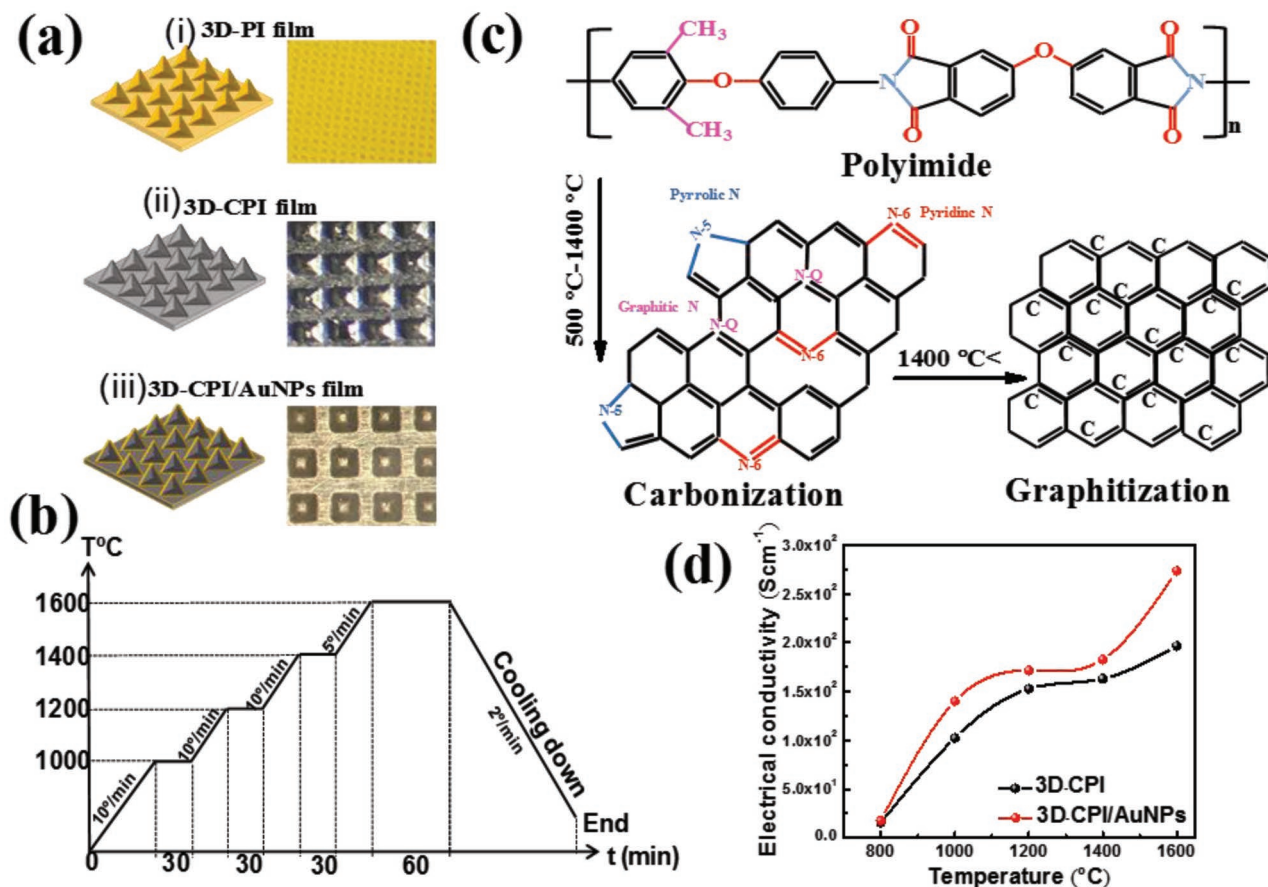 (a)
(i) 3D-PI film
(ii) 3D-CPI film
(iii) 3D-CPI/AuNPs film
(b)
T°C
1600
1400
1200
1000
10°/min
10°/min
10°/min
5°/min
Cooling down
2°/min
End
0 30 30 30 60 t (min)
(c)
CH3
CH3
O
N
O
O
O
O
O
N
n
Polyimide
500 °C-1400 °C
Pyrrolic N
N-5
N-6 Pyridine N
N-Q
Graphitic N
N-Q
N-6
N-5
N-6
Carbonization
1400 °C<
C C C
C C C
C C C
C C C
C C C
C C C
Graphitization
(d)
Electrical conductivity (Scm⁻¹)
3.0x10²
2.5x10²
2.0x10²
1.5x10²
1.0x10²
5.0x10¹
0.0
3D-CPI
3D-CPI/AuNPs
800 1000 1200 1400 1600
Temperature (°C)